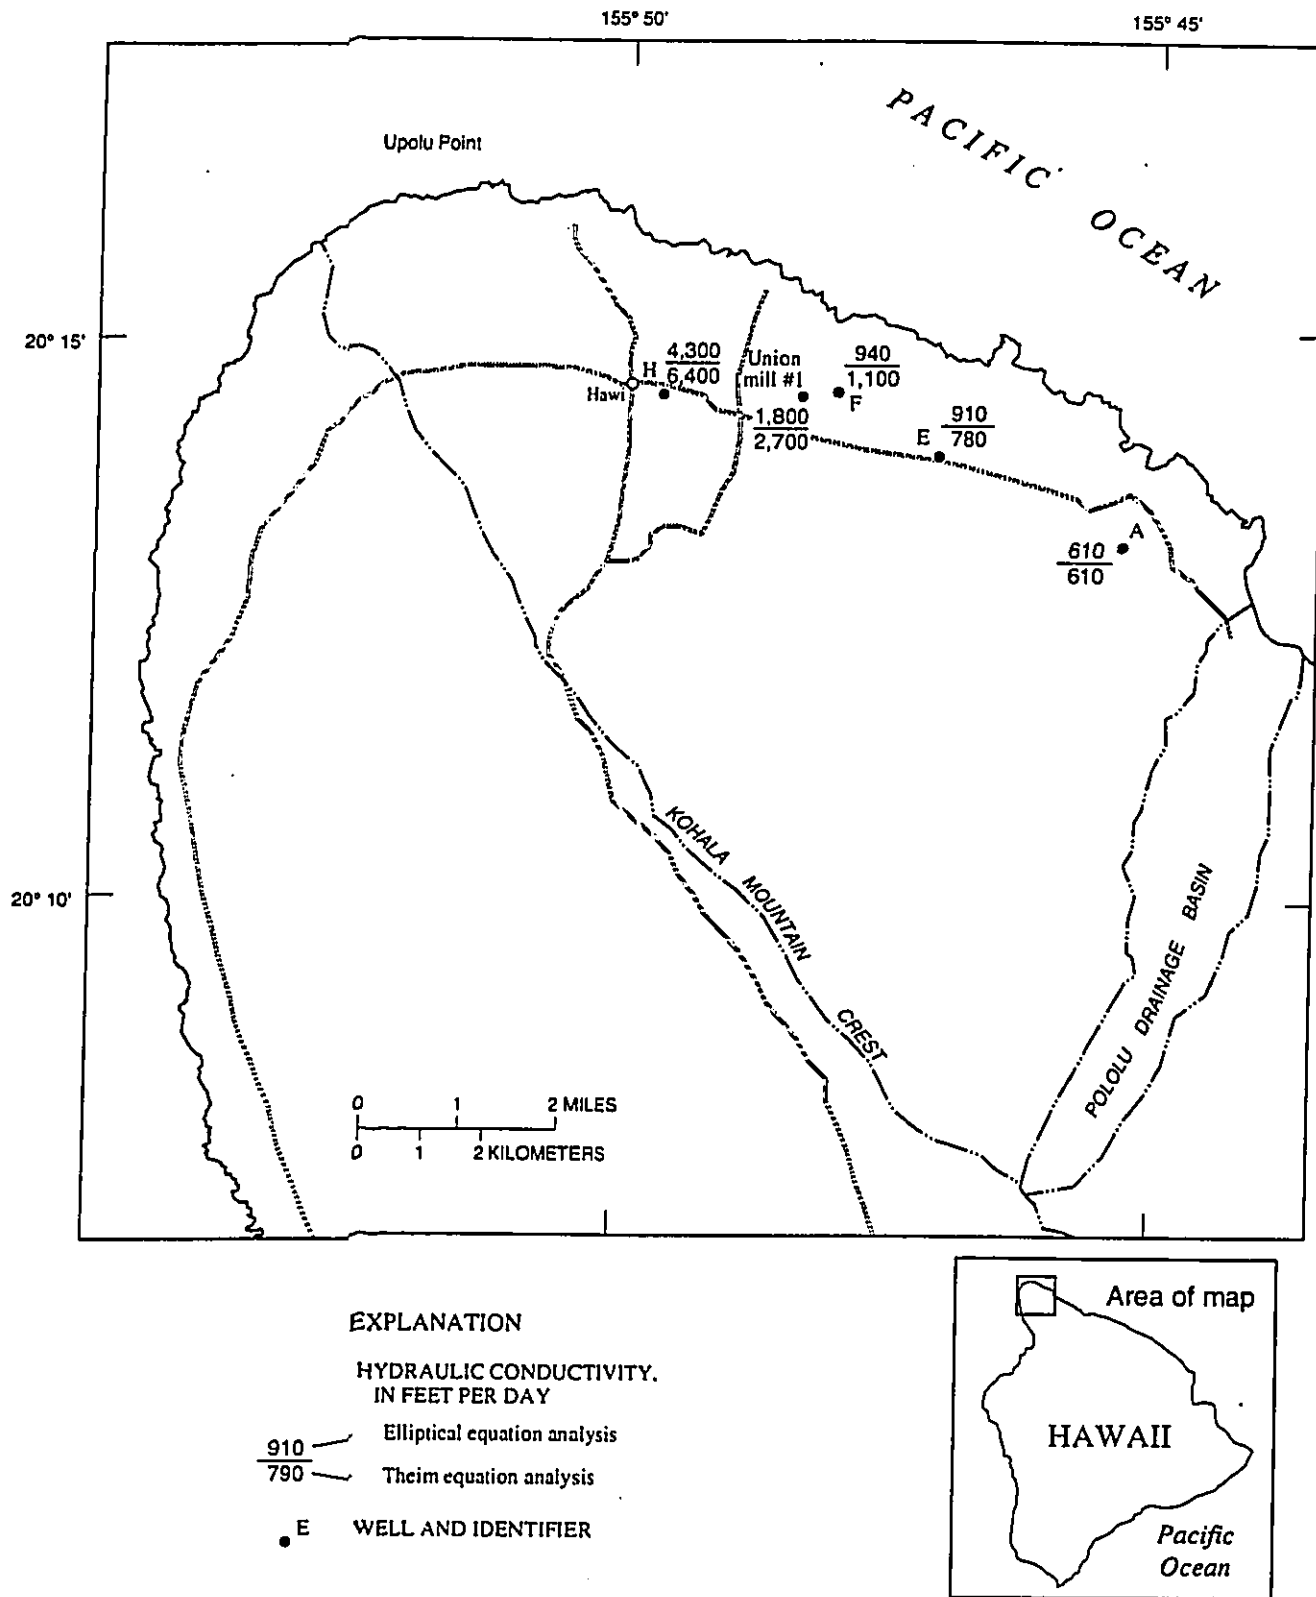 155° 50'
155° 45'
PACIFIC OCEAN
Upolu Point
20° 15'
H
4,300
6,400
Hawi
Union
mill #1
1,800
2,700
940
1,100
F
E
910
780
A
610
610
KOHALA MOUNTAIN CREST
20° 10'
POLOLU DRAINAGE BASIN
0 1 2 MILES
0 1 2 KILOMETERS
EXPLANATION
HYDRAULIC CONDUCTIVITY,
IN FEET PER DAY
910 Elliptical equation analysis
790 Theim equation analysis
E WELL AND IDENTIFIER
Area of map
HAWAII
Pacific
Ocean